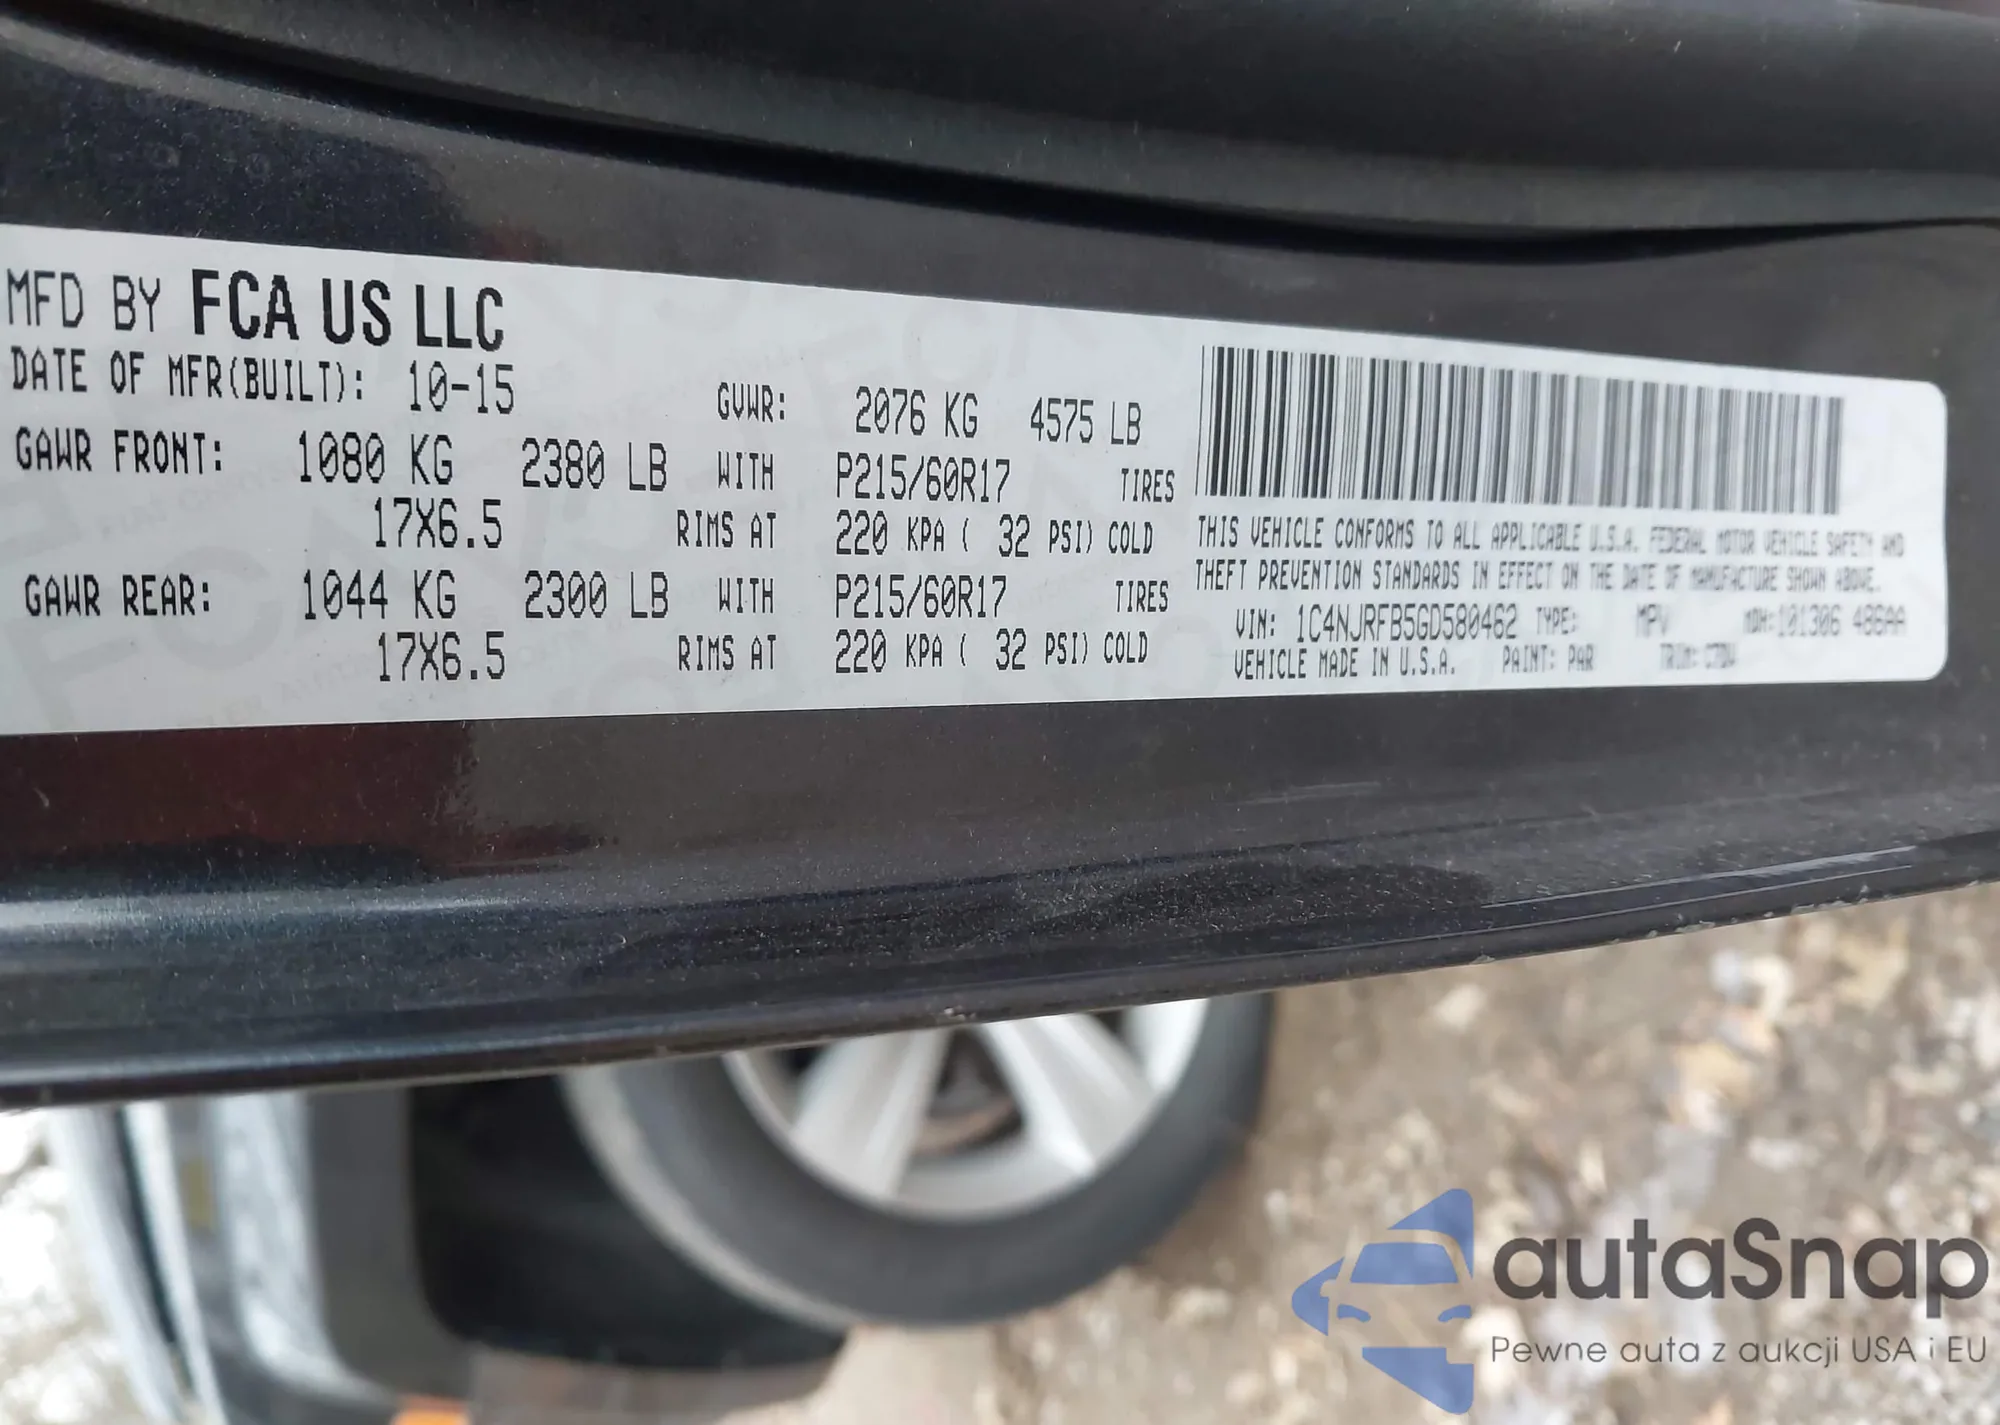 MFD BY FCA US LLC
DATE OF MFR(BUILT): 10-15
GVWR: 2076 KG 4575 LB
GAWR FRONT: 1080 KG 2380 LB WITH P215/60R17 TIRES
17X6.5 RIMS AT 220 KPA ( 32 PSI) COLD
GAWR REAR: 1044 KG 2300 LB WITH P215/60R17 TIRES
17X6.5 RIMS AT 220 KPA ( 32 PSI) COLD
THIS VEHICLE CONFORMS TO ALL APPLICABLE U.S.A. FEDERAL MOTOR VEHICLE SAFETY AND
THEFT PREVENTION STANDARDS IN EFFECT ON THE DATE OF MANUFACTURE SHOWN ABOVE.
VIN: 1C4NJRFB5GD580462 TYPE: MPV MDH:101306 486AA
VEHICLE MADE IN U.S.A. PAINT: PAR TRIM:
autaSnap
Pewne auta z aukcji USA i EU